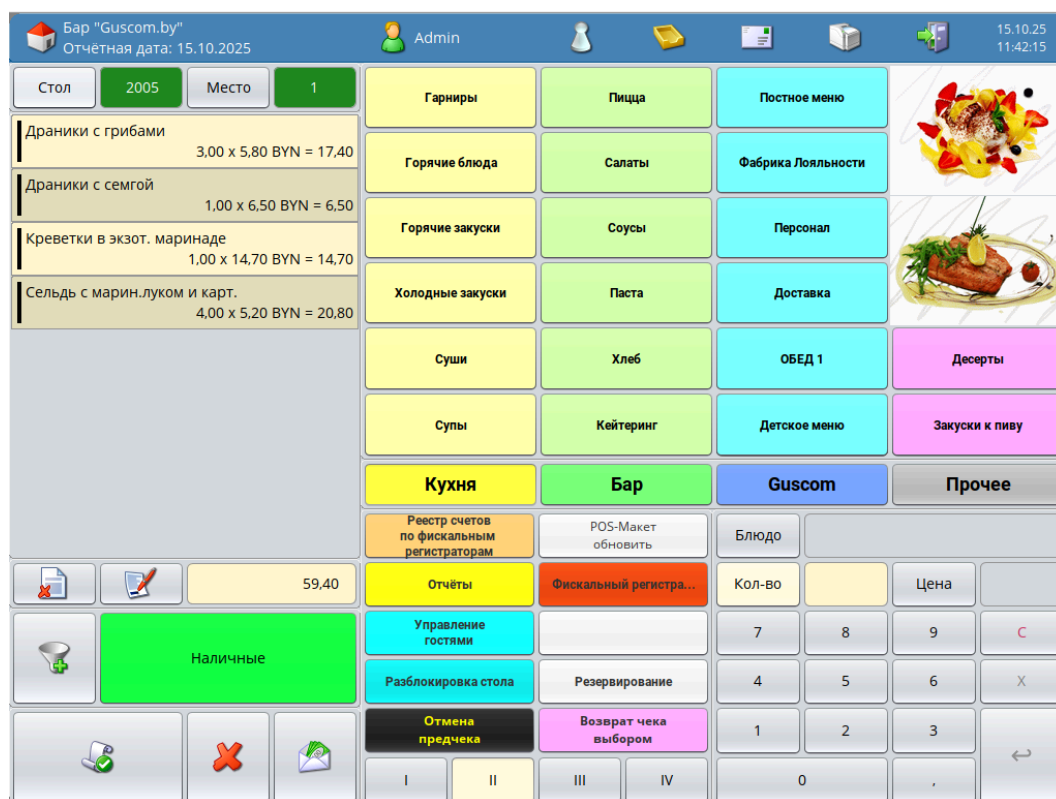 Бар "Guscom.by"
Отчётная дата: 15.10.2025
Admin
15.10.25
11:42:15
Стол 2005 Место 1
Драники с грибами
3,00 x 5,80 BYN = 17,40
Драники с семгой
1,00 x 6,50 BYN = 6,50
Креветки в экзот. маринаде
1,00 x 14,70 BYN = 14,70
Сельдь с марин.луком и карт.
4,00 x 5,20 BYN = 20,80
59,40
Наличные
Гарниры Пицца Постное меню
Горячие блюда Салаты Фабрика Лояльности
Горячие закуски Соусы Персонал
Холодные закуски Паста Доставка
Суши Хлеб ОБЕД 1 Десерты
Супы Кейтеринг Детское меню Закуски к пиву
Кухня Бар Guscom Прочее
Реестр счетов
по фискальным
регистраторам
POS-Макет
обновить
Отчёты Фискальный регистра...
Управление
гостями
Разблокировка стола Резервирование
Отмена
предчека
Возврат чека
выбором
I II III IV
Блюдо
Кол-во Цена
7 8 9 C
4 5 6 X
1 2 3
0 ,